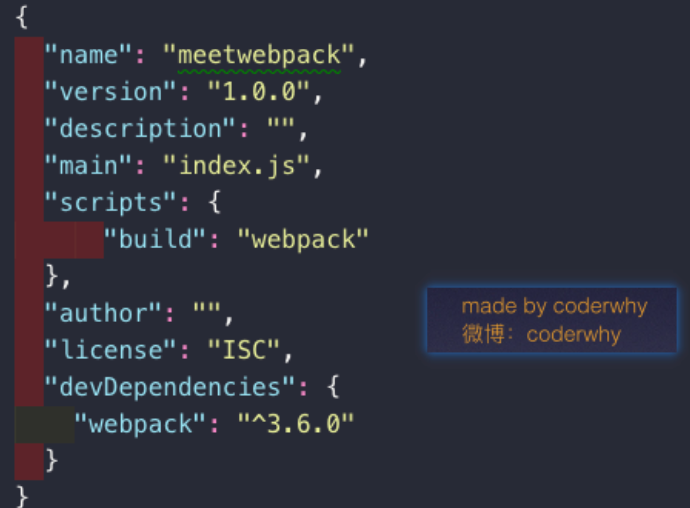 {
"name": "meetwebpack",
"version": "1.0.0",
"description": "",
"main": "index.js",
"scripts": {
"build": "webpack"
},
"author": "",
"license": "ISC",
"devDependencies": {
"webpack": "^3.6.0"
}
}
made by coderwhy
微博：coderwhy